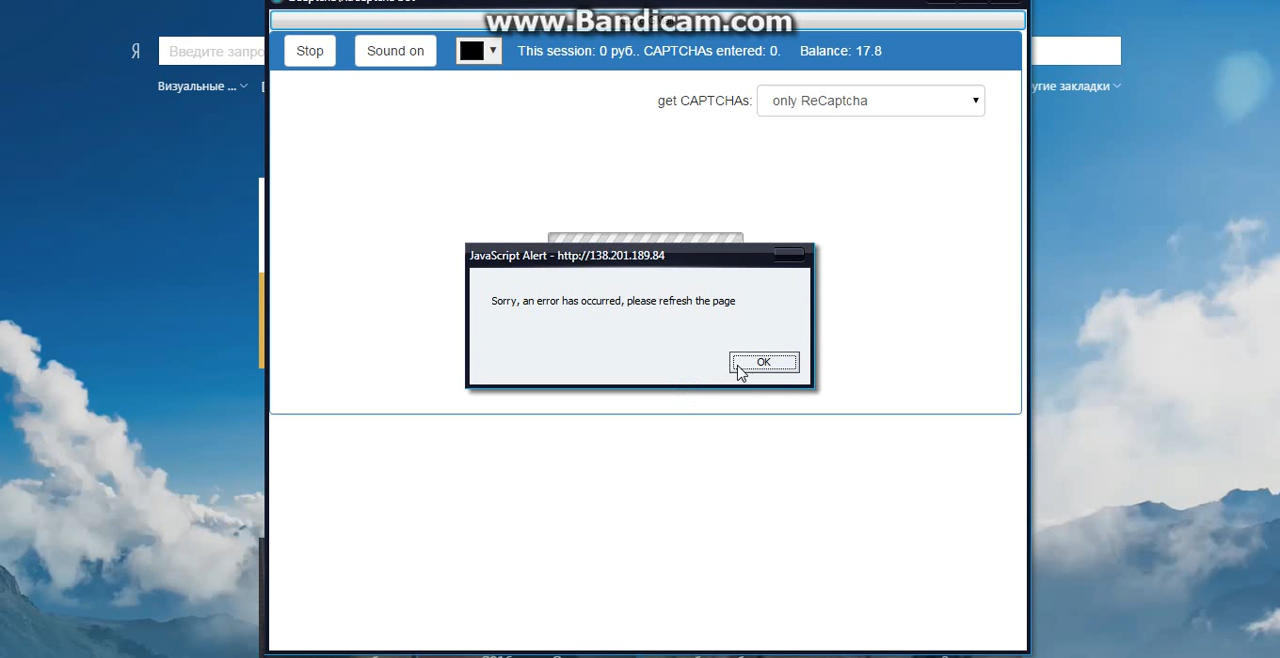 www.Bandicam.com
Stop
Sound on
This session: 0 руб.. CAPTCHAs entered: 0.
Balance: 17.8
Я
Введите запро
Визуальные ...
угие закладки
get CAPTCHAs:
only ReCaptcha
JavaScript Alert - http://138.201.189.84
Sorry, an error has occurred, please refresh the page
OK